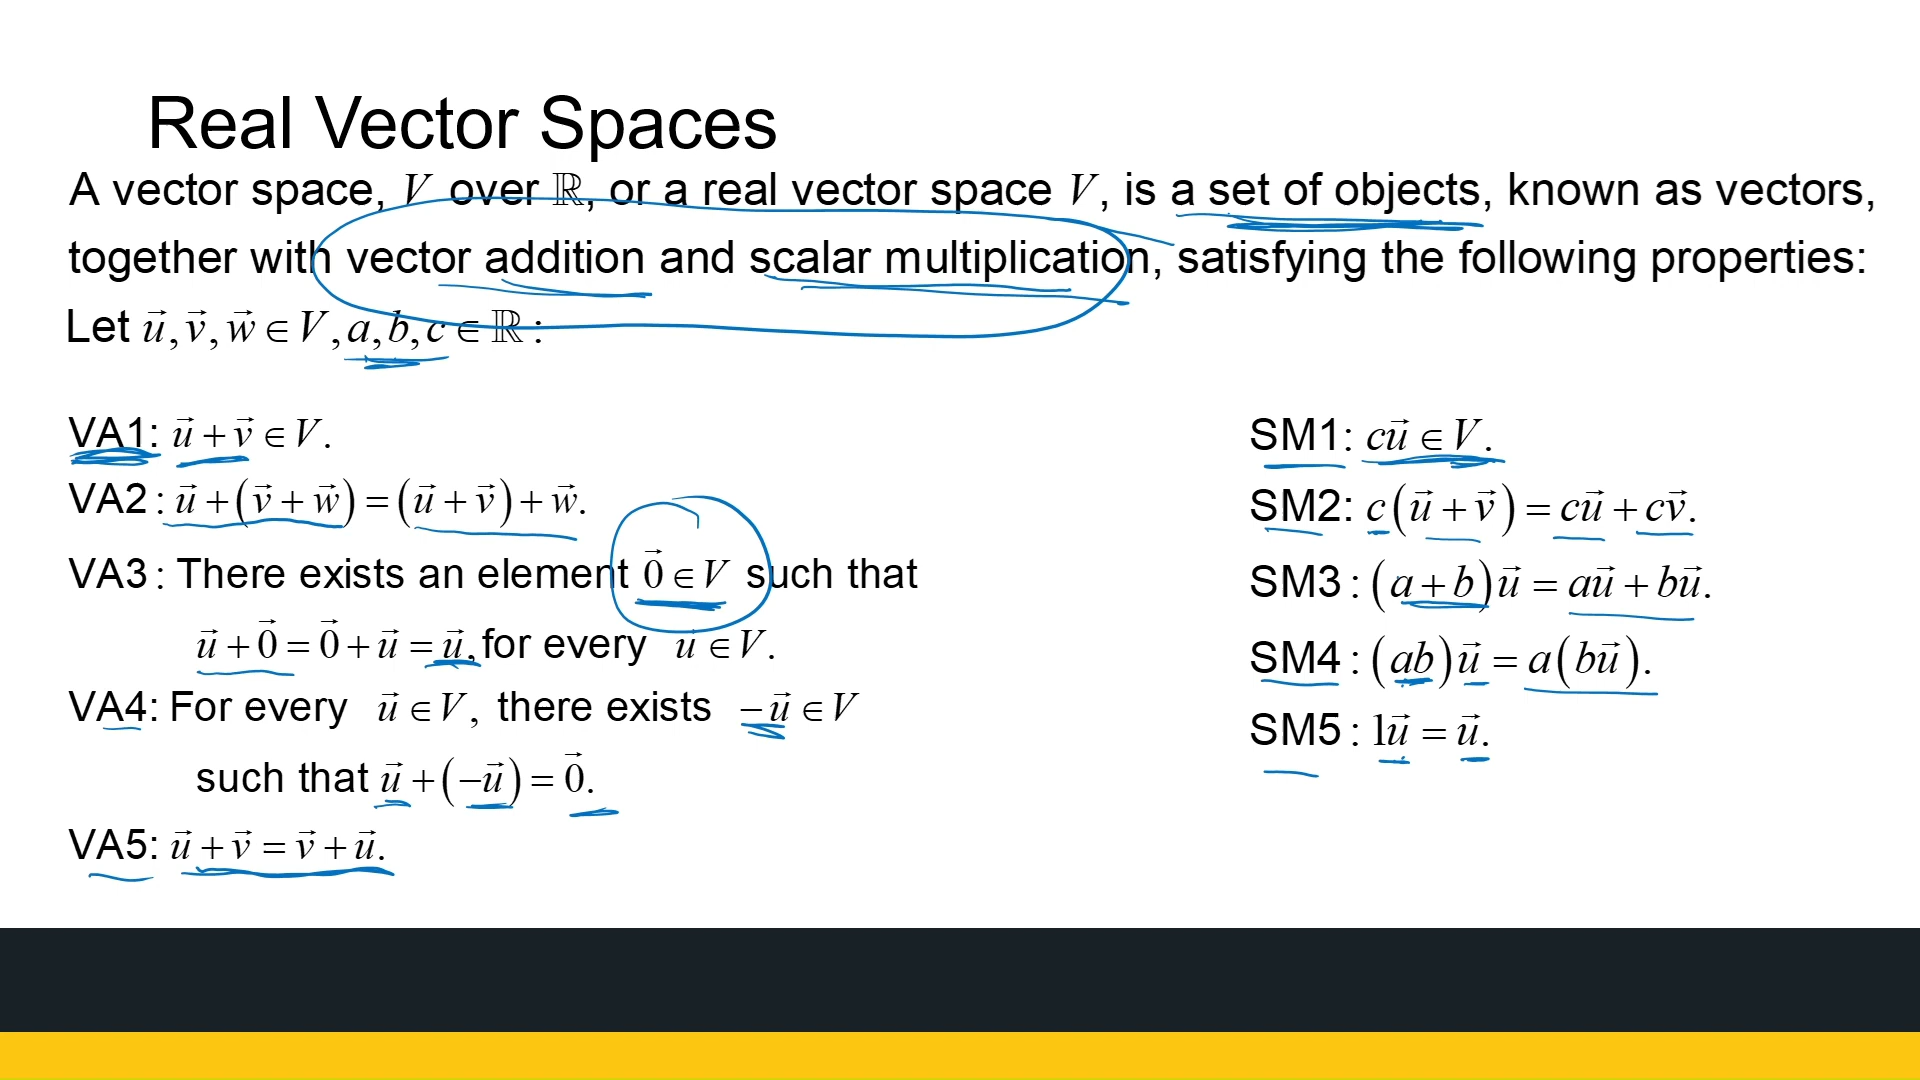 Real Vector Spaces
A vector space, V over ℝ, or a real vector space V, is a set of objects, known as vectors,
together with vector addition and scalar multiplication, satisfying the following properties:
Let u⃗, v⃗, w⃗ ∈ V, a, b, c ∈ ℝ :
VA1: u⃗ + v⃗ ∈ V.
VA2 : u⃗ + (v⃗ + w⃗) = (u⃗ + v⃗) + w⃗.
VA3 : There exists an element 0⃗ ∈ V such that
u⃗ + 0⃗ = 0⃗ + u⃗ = u⃗, for every u⃗ ∈ V.
VA4: For every u⃗ ∈ V, there exists −u⃗ ∈ V
such that u⃗ + (−u⃗) = 0⃗.
VA5: u⃗ + v⃗ = v⃗ + u⃗.
SM1: cu⃗ ∈ V.
SM2: c(u⃗ + v⃗) = cu⃗ + cv⃗.
SM3 : (a + b)u⃗ = au⃗ + bu⃗.
SM4 : (ab)u⃗ = a(bu⃗).
SM5 : 1u⃗ = u⃗.